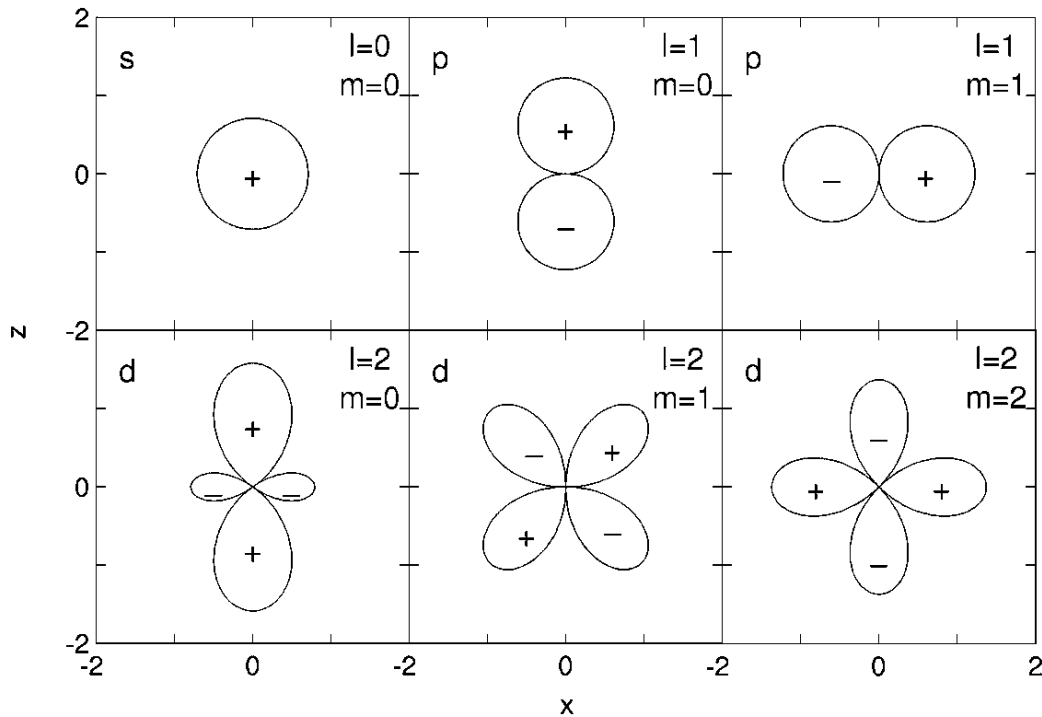 2
s l=0 p l=1 p l=1
m=0 m=0 m=1
+ + − +
0
−
z -2
d l=2 d l=2 d l=2
m=0 m=1 m=2
+ − + −
0 − − + +
+ + − −
-2
-2 0 -2 0 -2 0 2
x